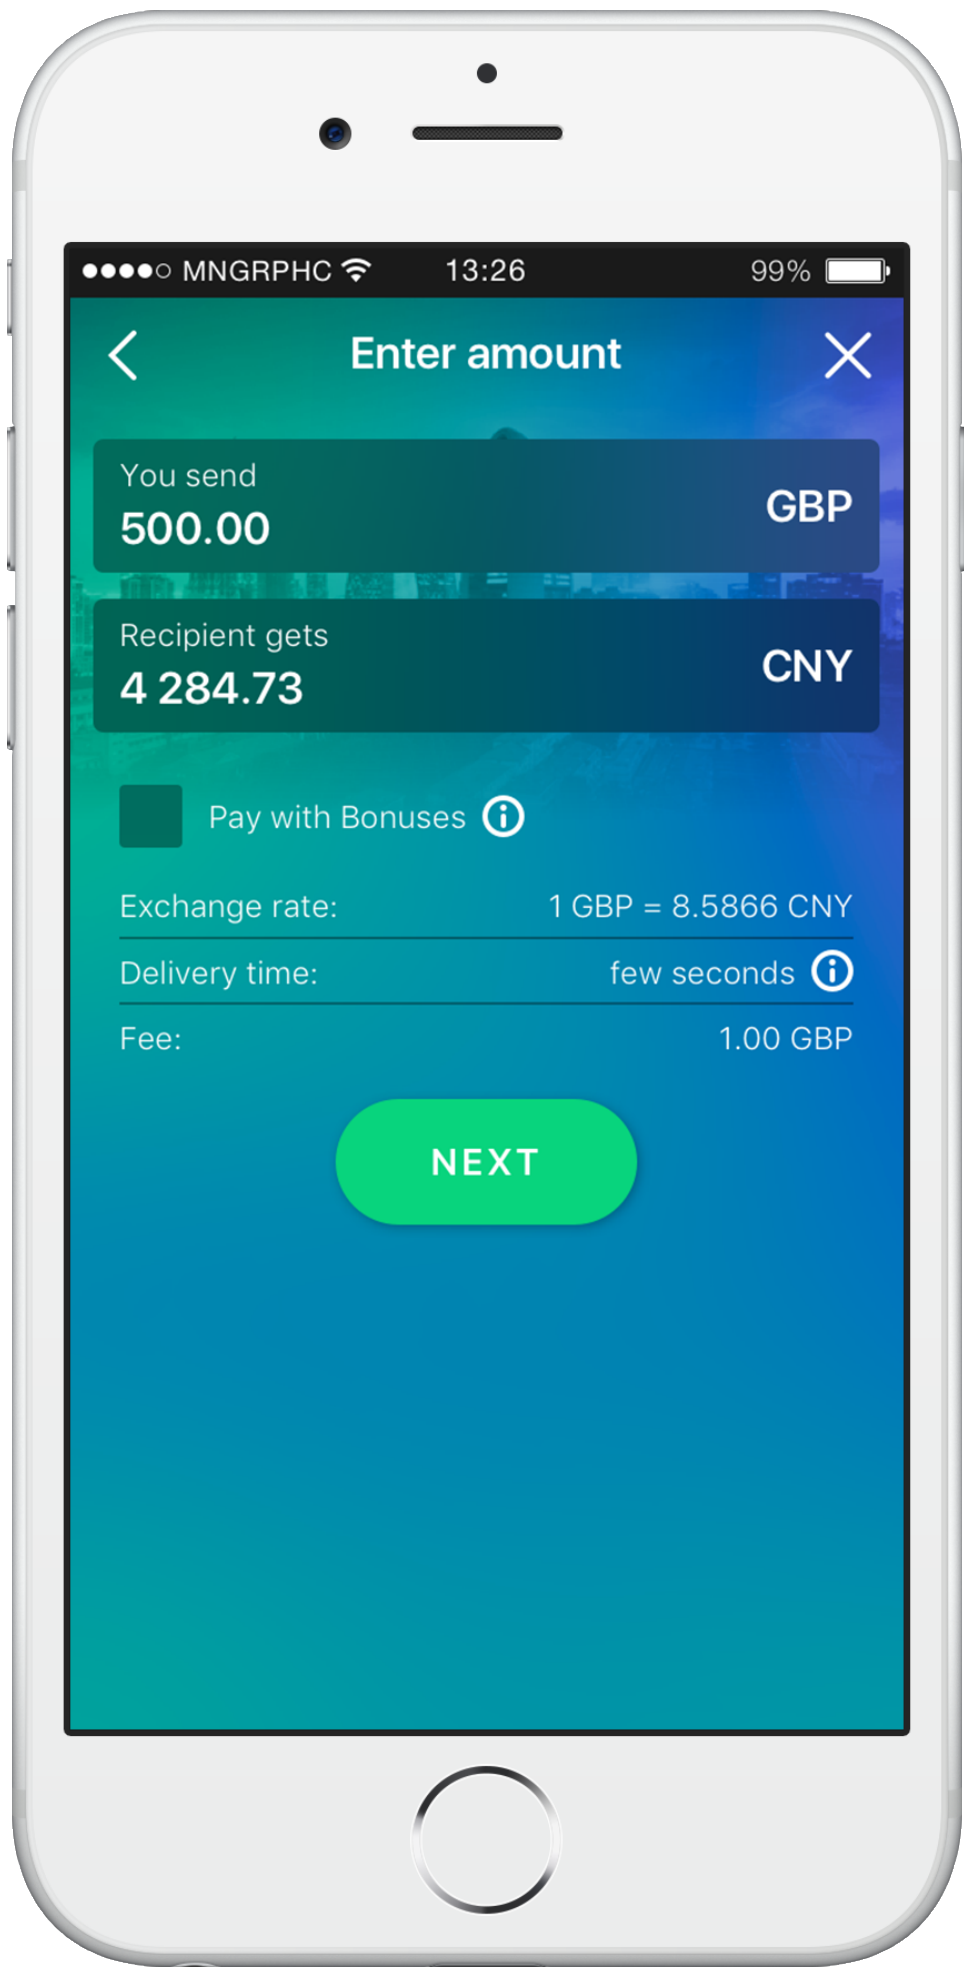 MNGRPHC 13:26 99%
Enter amount
You send
500.00 GBP
Recipient gets
4 284.73 CNY
Pay with Bonuses
Exchange rate: 1 GBP = 8.5866 CNY
Delivery time: few seconds
Fee: 1.00 GBP
NEXT